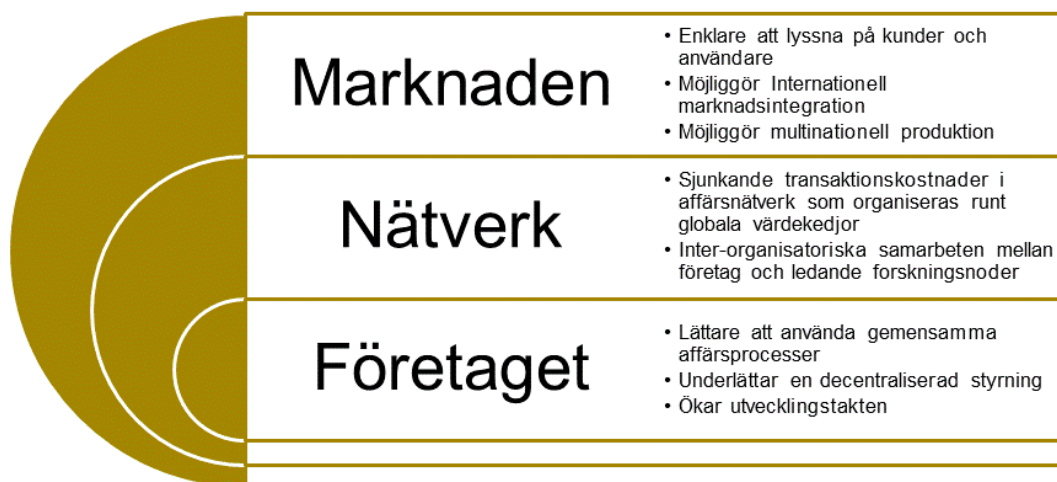 Marknaden
• Enklare att lyssna på kunder och
användare
• Möjliggör Internationell
marknadsintegration
• Möjliggör multinationell produktion
Nätverk
• Sjunkande transaktionskostnader i
affärsnätverk som organiseras runt
globala värdekedjor
• Inter-organisatoriska samarbeten mellan
företag och ledande forskningsnoder
Företaget
• Lättare att använda gemensamma
affärsprocesser
• Underlättar en decentraliserad styrning
• Ökar utvecklingstakten